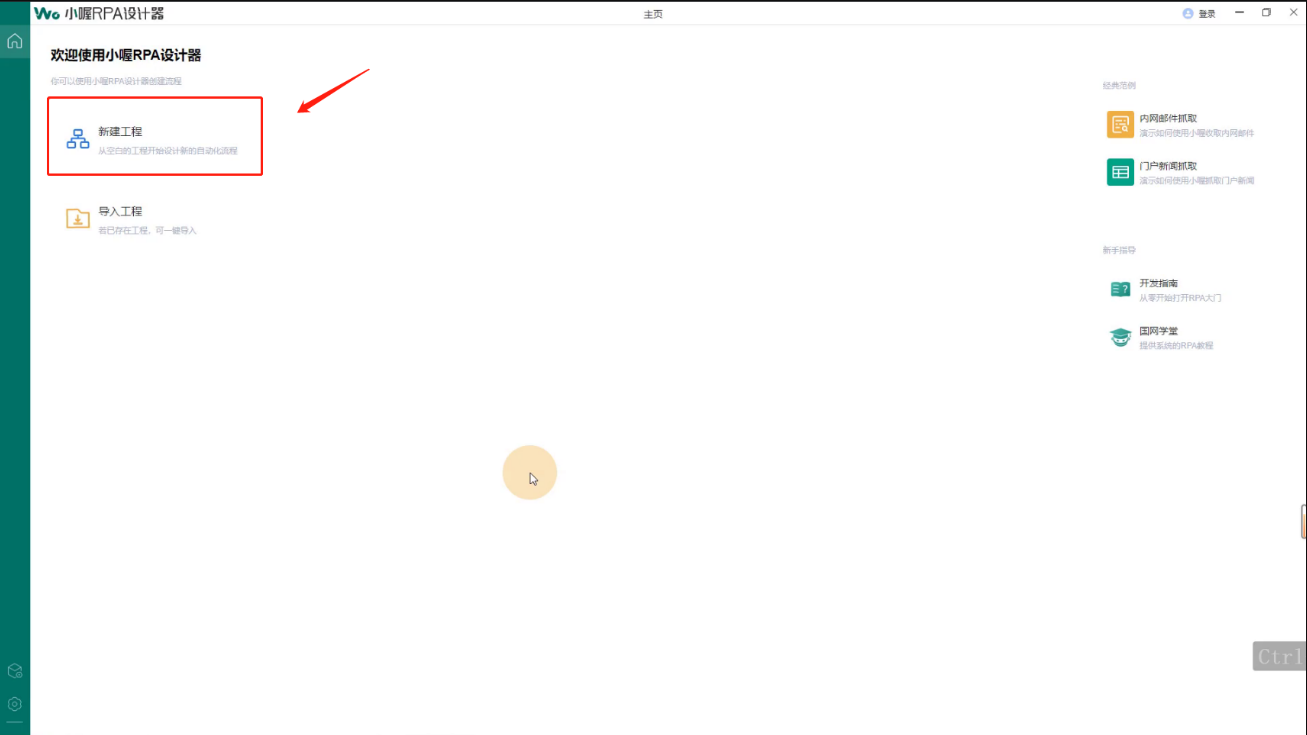 Wo 小喔RPA设计器
主页
登录
欢迎使用小喔RPA设计器
你可以使用小喔RPA设计器创建流程
新建工程
从空白的工程开始设计新的自动化流程
导入工程
若已存在工程，可一键导入
经典范例
内网邮件抓取
演示如何使用小喔收取内网邮件
门户新闻抓取
演示如何使用小喔抓取门户新闻
新手指导
开发指南
从零开始打开RPA大门
国网学堂
提供系统的RPA教程
Ctrl